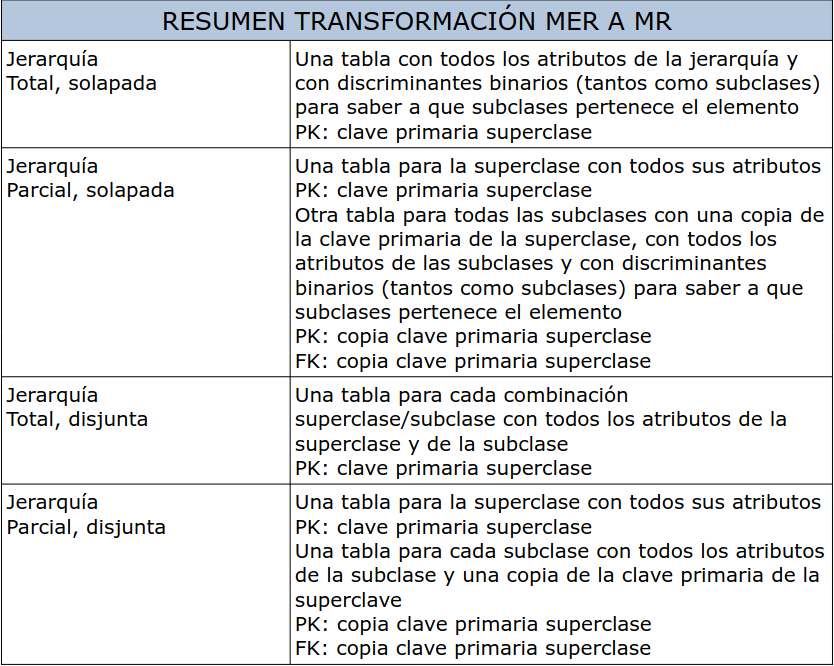 RESUMEN TRANSFORMACIÓN MER A MR
Jerarquía
Total, solapada
Una tabla con todos los atributos de la jerarquía y
con discriminantes binarios (tantos como subclases)
para saber a que subclases pertenece el elemento
PK: clave primaria superclase
Jerarquía
Parcial, solapada
Una tabla para la superclase con todos sus atributos
PK: clave primaria superclase
Otra tabla para todas las subclases con una copia de
la clave primaria de la superclase, con todos los
atributos de las subclases y con discriminantes
binarios (tantos como subclases) para saber a que
subclases pertenece el elemento
PK: copia clave primaria superclase
FK: copia clave primaria superclase
Jerarquía
Total, disjunta
Una tabla para cada combinación
superclase/subclase con todos los atributos de la
superclase y de la subclase
PK: clave primaria superclase
Jerarquía
Parcial, disjunta
Una tabla para la superclase con todos sus atributos
PK: clave primaria superclase
Una tabla para cada subclase con todos los atributos
de la subclase y una copia de la clave primaria de la
superclave
PK: copia clave primaria superclase
FK: copia clave primaria superclase